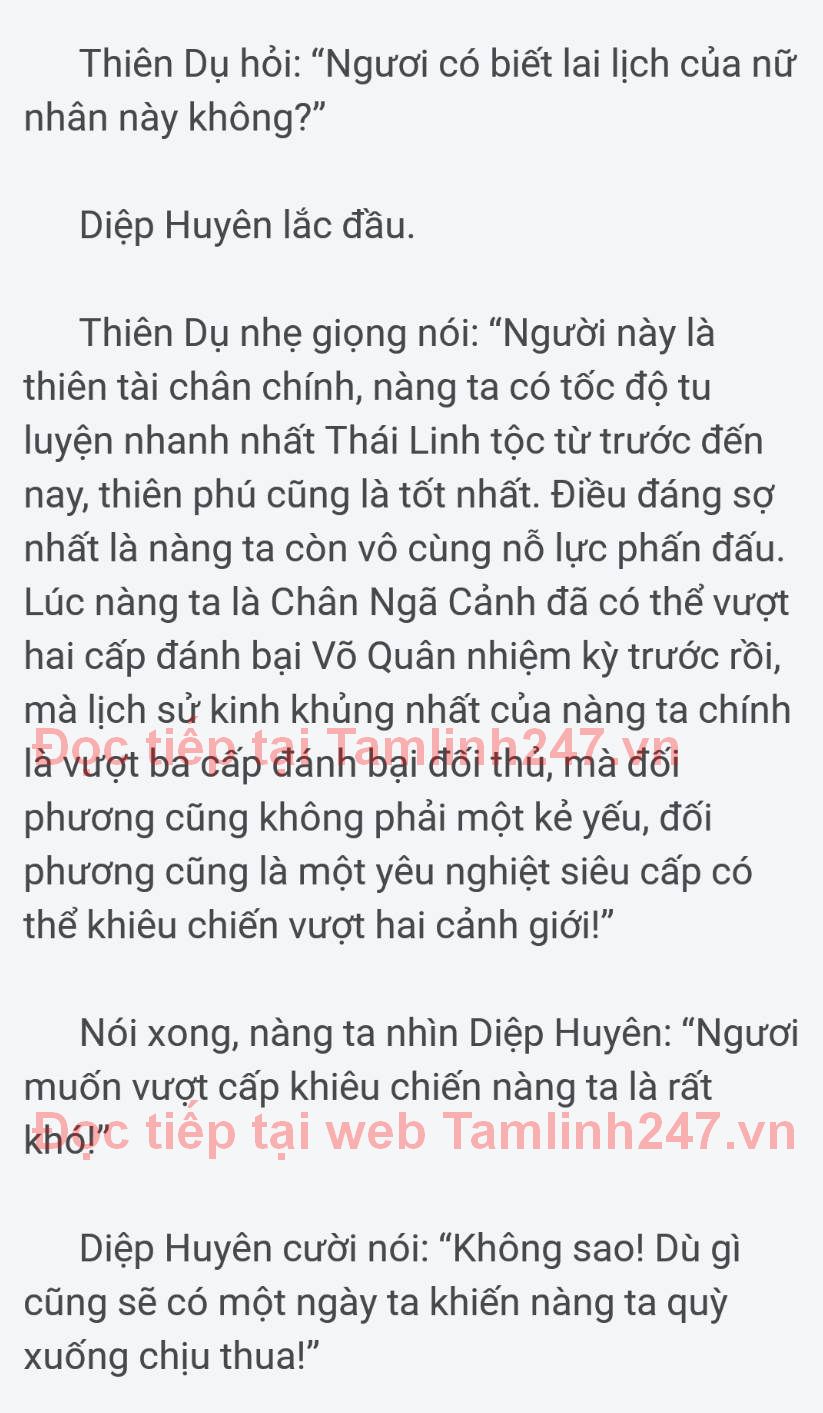 Thiên Dụ hỏi: “Ngươi có biết lai lịch của nữ
nhân này không?”
Diệp Huyên lắc đầu.
Thiên Dụ nhẹ giọng nói: “Người này là
thiên tài chân chính, nàng ta có tốc độ tu
luyện nhanh nhất Thái Linh tộc từ trước đến
nay, thiên phú cũng là tốt nhất. Điều đáng sợ
nhất là nàng ta còn vô cùng nỗ lực phấn đấu.
Lúc nàng ta là Chân Ngã Cảnh đã có thể vượt
hai cấp đánh bại Võ Quân nhiệm kỳ trước rồi,
mà lịch sử kinh khủng nhất của nàng ta chính
Đọc tiếp tại Tamlinh247.vn
là vượt ba cấp đánh bại đối thủ, mà đối
phương cũng không phải một kẻ yếu, đối
phương cũng là một yêu nghiệt siêu cấp có
thể khiêu chiến vượt hai cảnh giới!”
Nói xong, nàng ta nhìn Diệp Huyên: “Ngươi
muốn vượt cấp khiêu chiến nàng ta là rất
Đọc tiếp tại web Tamlinh247.vn
khó!”
Diệp Huyên cười nói: “Không sao! Dù gì
cũng sẽ có một ngày ta khiến nàng ta quỳ
xuống chịu thua!”